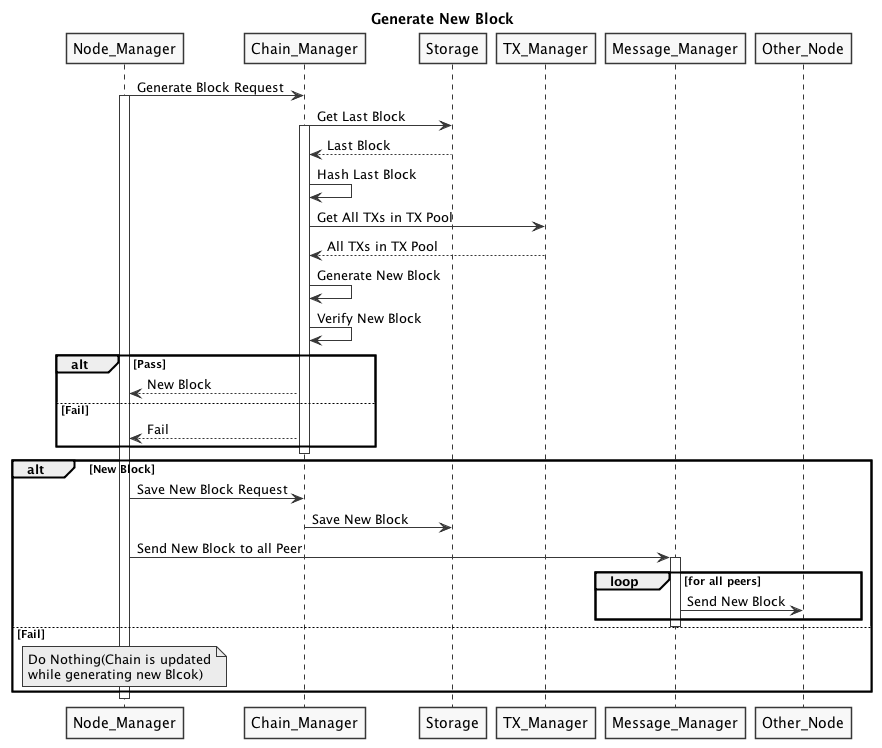 Generate New Block
Node_Manager Chain_Manager Storage TX_Manager Message_Manager Other_Node
Generate Block Request
Get Last Block
Last Block
Hash Last Block
Get All TXs in TX Pool
All TXs in TX Pool
Generate New Block
Verify New Block
alt [Pass]
New Block
[Fail]
Fail
alt [New Block]
Save New Block Request
Save New Block
Send New Block to all Peer
loop [for all peers]
Send New Block
[Fail]
Do Nothing(Chain is updated
while generating new Blcok)
Node_Manager Chain_Manager Storage TX_Manager Message_Manager Other_Node